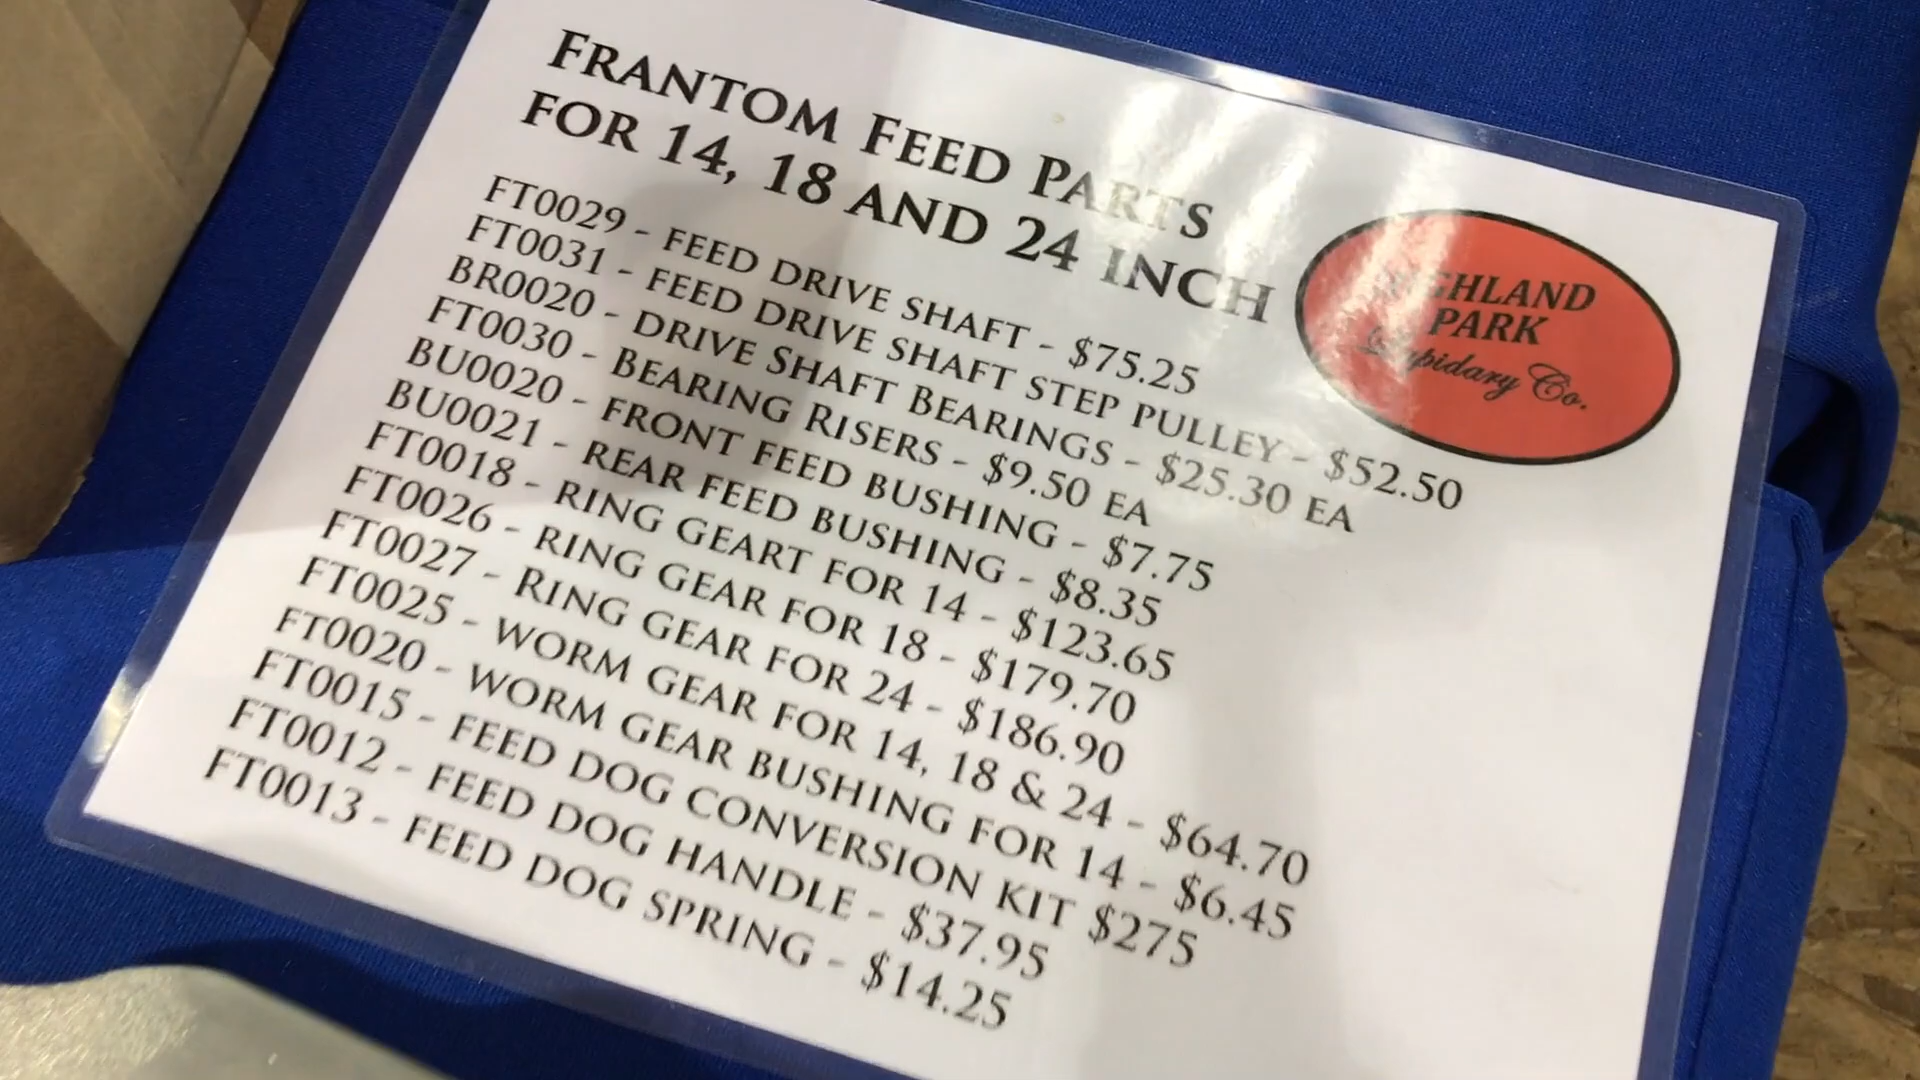 FRANTOM FEED PARTS
FOR 14, 18 AND 24 INCH
FT0029 - FEED DRIVE SHAFT - $75.25
FT0031 - FEED DRIVE SHAFT STEP PULLEY - $52.50
BR0020 - DRIVE SHAFT BEARINGS - $25.30 EA
FT0030 - BEARING RISERS - $9.50 EA
BU0020 - FRONT FEED BUSHING - $7.75
BU0021 - REAR FEED BUSHING - $8.35
FT0018 - RING GEART FOR 14 - $123.65
FT0026 - RING GEAR FOR 18 - $179.70
FT0027 - RING GEAR FOR 24 - $186.90
FT0025 - WORM GEAR FOR 14, 18 & 24 - $64.70
FT0020 - WORM GEAR BUSHING FOR 14 - $6.45
FT0015 - FEED DOG CONVERSION KIT $275
FT0012 - FEED DOG HANDLE - $37.95
FT0013 - FEED DOG SPRING - $14.25
HIGHLAND
PARK
Lapidary Co.